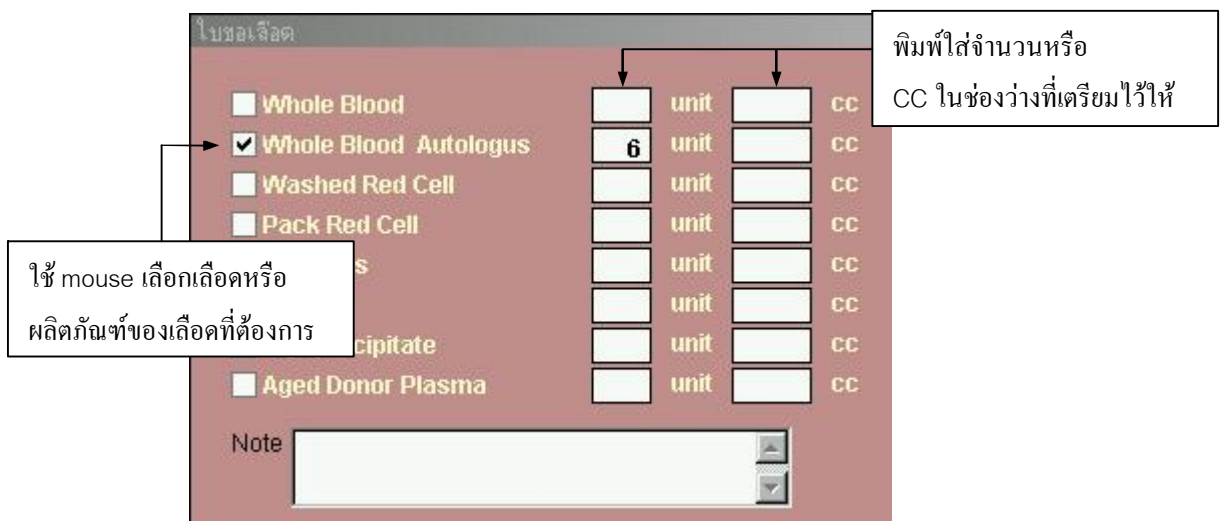 ใบขอเลือด
พิมพ์ใส่จำนวนหรือ
CC ในช่องว่างที่เตรียมไว้ให้
Whole Blood unit cc
Whole Blood Autologus 6 unit cc
Washed Red Cell unit cc
Pack Red Cell unit cc
ใช้ mouse เลือกเลือดหรือ
ผลิตภัณฑ์ของเลือดที่ต้องการ
s unit cc
unit cc
cipitate unit cc
Aged Donor Plasma unit cc
Note